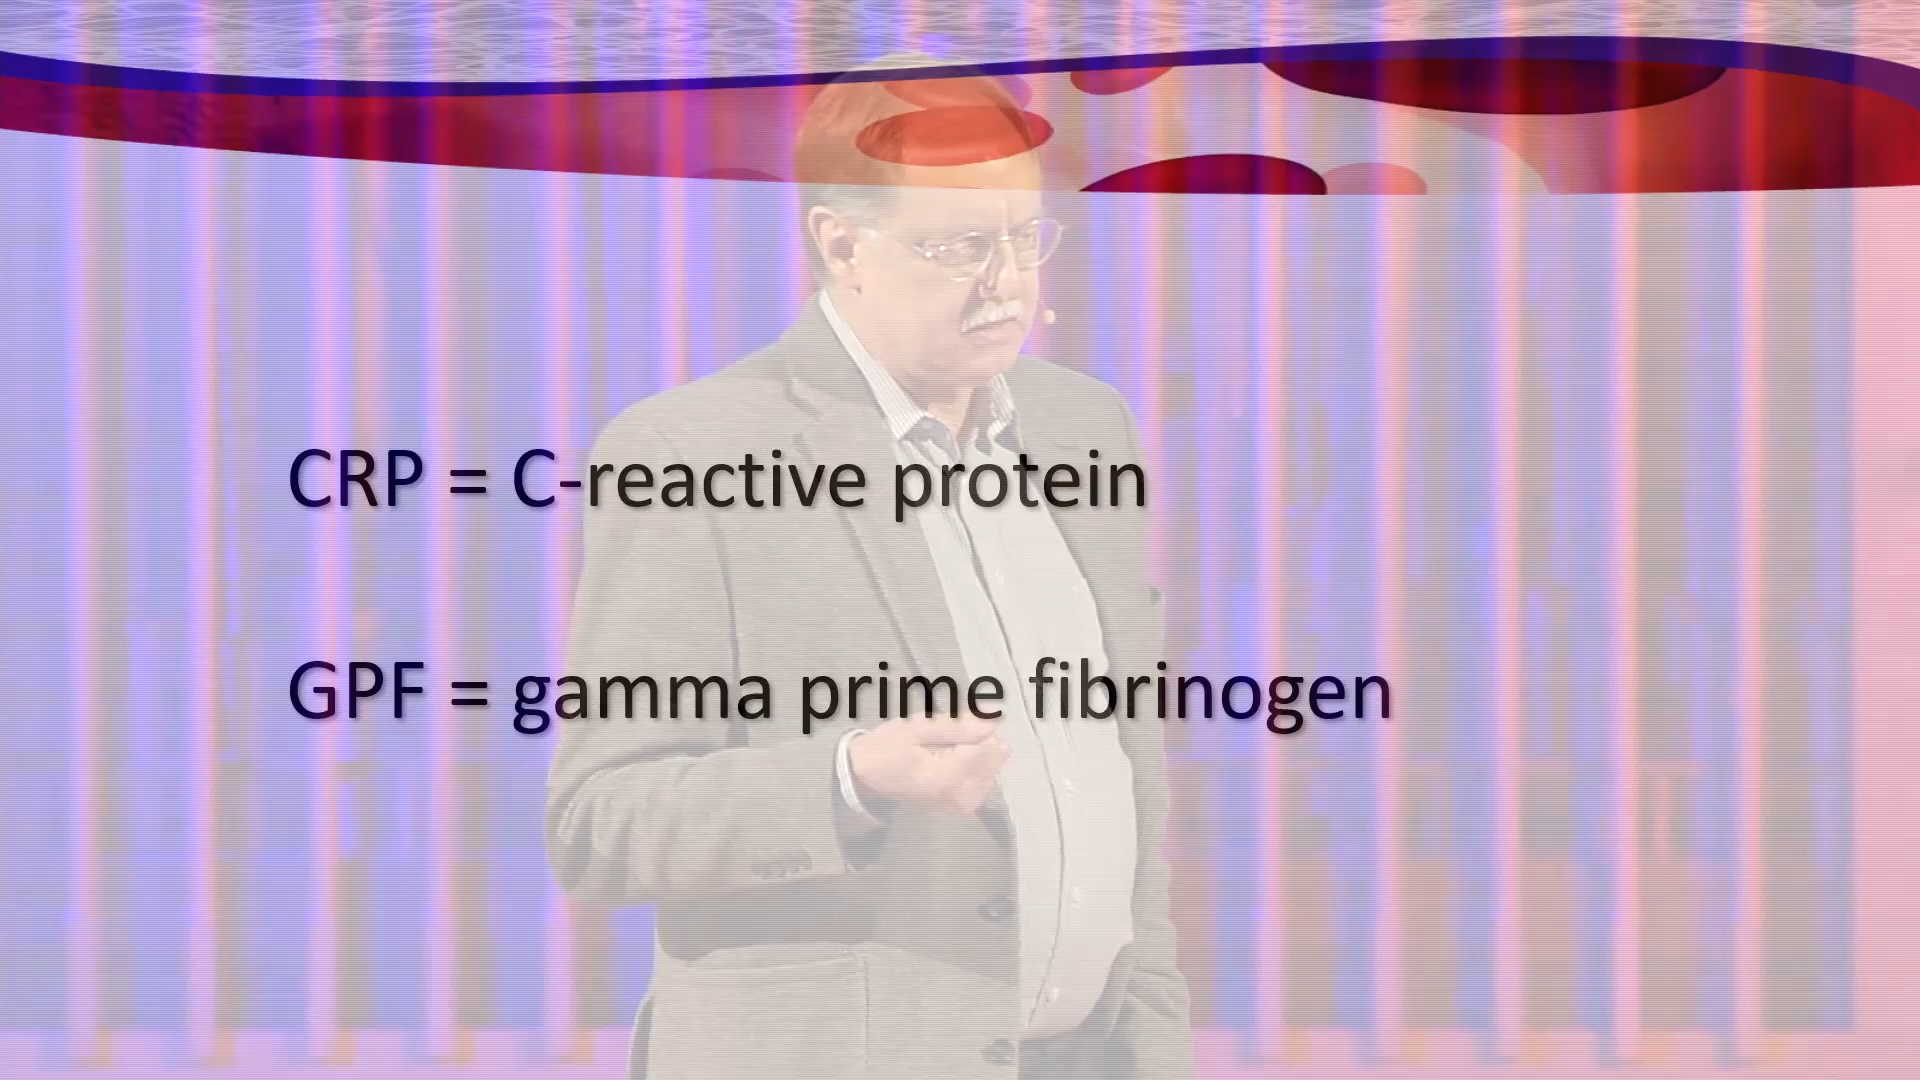 CRP = C-reactive protein
GPF = gamma prime fibrinogen